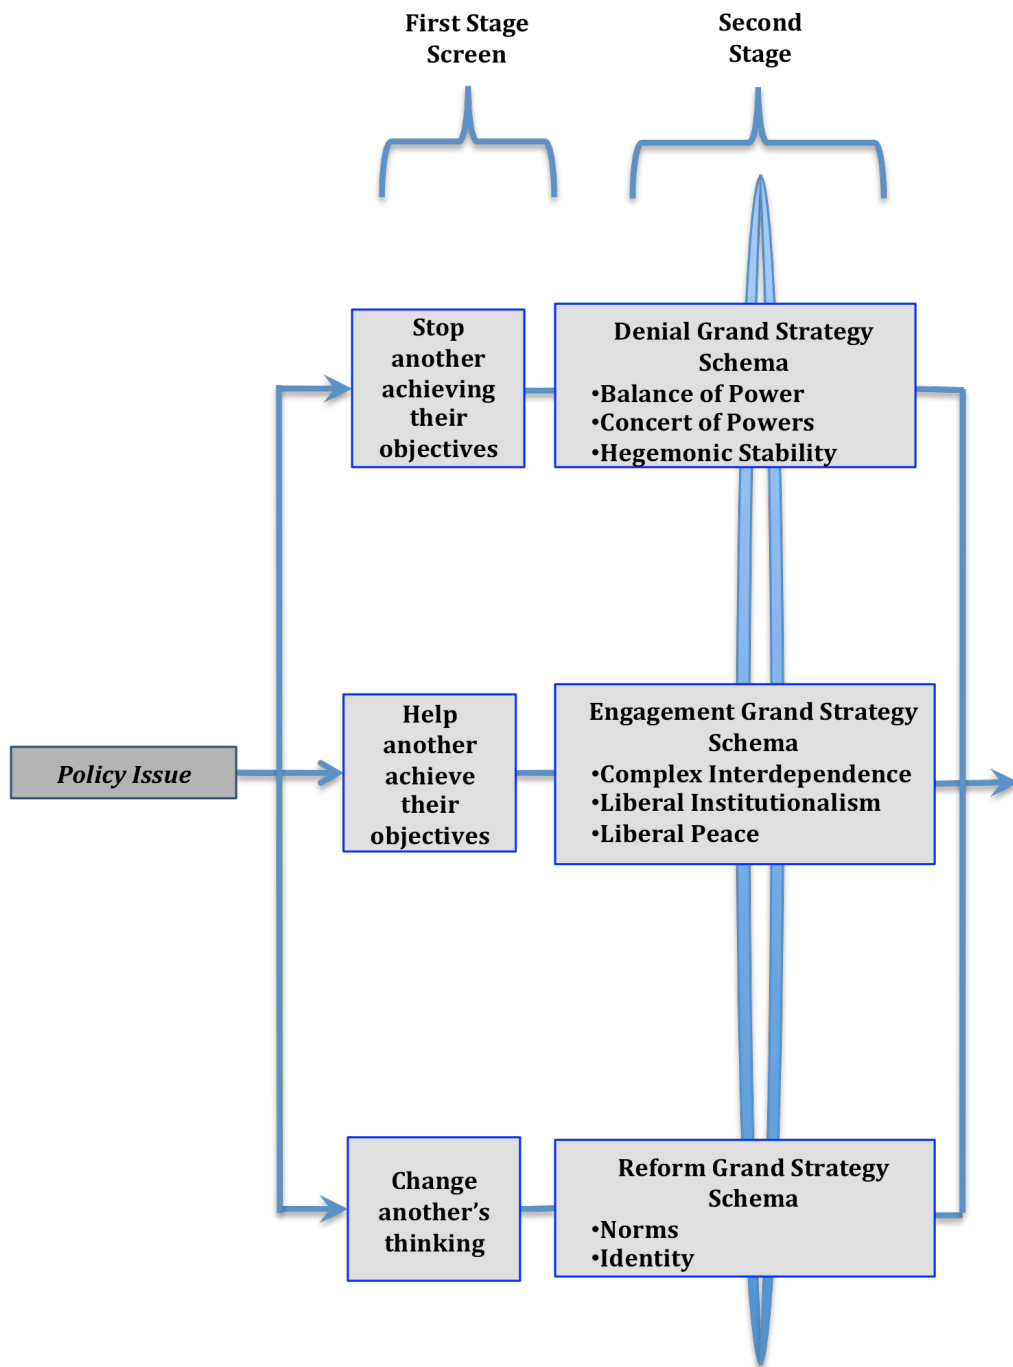 First Stage
Screen
Second
Stage
Stop
another
achieving
their
objectives
Denial Grand Strategy
Schema
•Balance of Power
•Concert of Powers
•Hegemonic Stability
Policy Issue
Help
another
achieve
their
objectives
Engagement Grand Strategy
Schema
•Complex Interdependence
•Liberal Institutionalism
•Liberal Peace
Change
another’s
thinking
Reform Grand Strategy
Schema
•Norms
•Identity